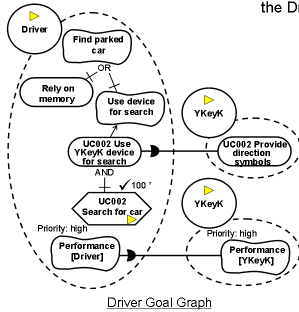 the Dr
Driver
Find parked
car
OR
Rely on
memory
Use device
for search
YKeyK
UC002 Use
YKeyK device
for search
UC002 Provide
direction
symbols
AND
100
UC002
Search for car
YKeyK
Priority: high
Performance
[Driver]
Priority: high
Performance
[YKeyK]
Driver Goal Graph